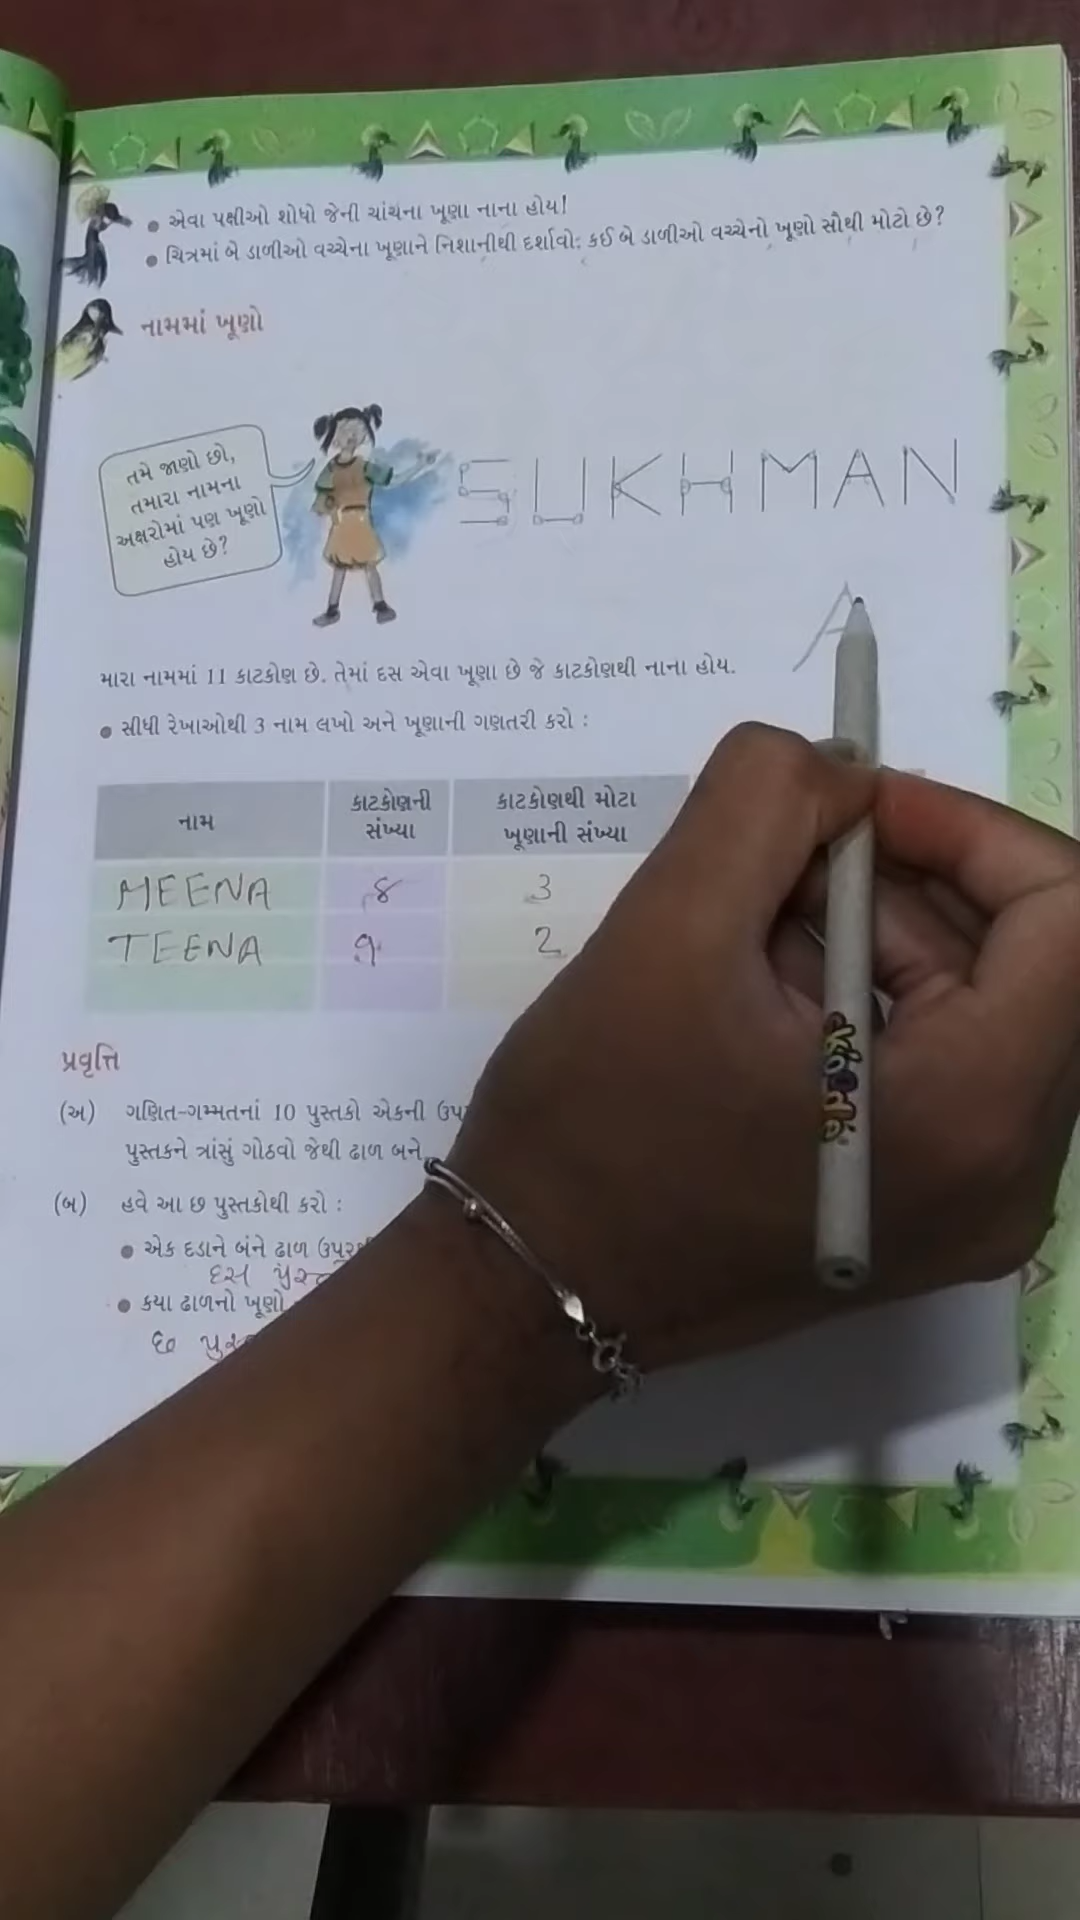 એવા પક્ષીઓ શોધો જેની ચાંચના ખૂણા નાના હોય!
ચિત્રમાં બે ડાળીઓ વચ્ચેના ખૂણાને નિશાનીથી દર્શાવો: કઈ બે ડાળીઓ વચ્ચેનો ખૂણો સૌથી મોટો છે?
નામમાં ખૂણો
તમે જાણો છો,
તમારા નામના
અક્ષરોમાં પણ ખૂણો
હોય છે?
SUKHMAN
A
મારા નામમાં 11 કાટકોણ છે. તેમાં દસ એવા ખૂણા છે જે કાટકોણથી નાના હોય.
સીધી રેખાઓથી 3 નામ લખો અને ખૂણાની ગણતરી કરો :
નામ
કાટકોણની
સંખ્યા
કાટકોણથી મોટા
ખૂણાની સંખ્યા
MEENA 8 3
TEENA ૧ 2
પ્રવૃત્તિ
(અ) ગણિત-ગમ્મતનાં 10 પુસ્તકો એકની
પુસ્તકને ત્રાંસું ગોઠવો જેથી ઢાળ બને
(બ) હવે આ છ પુસ્તકોથી કરો :
એક દડાને બંને ઢાળ
દસ
કયા ઢાળનો ખૂણો
છ